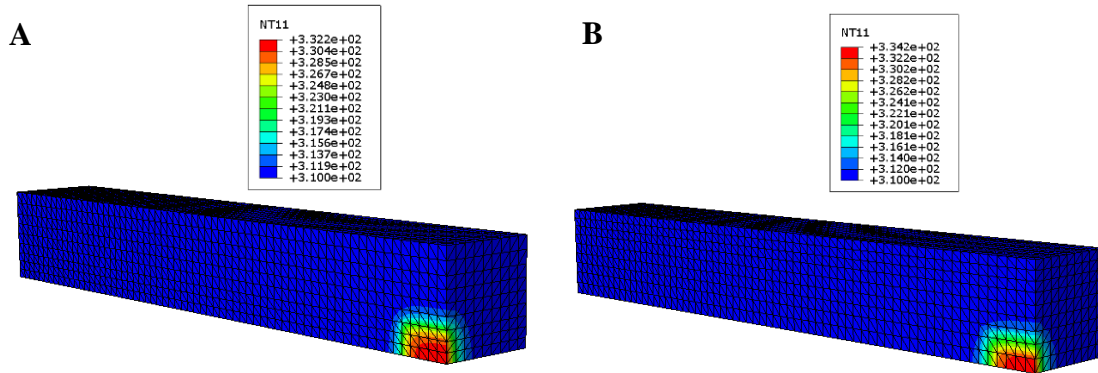 A
NT11
+3.322e+02
+3.304e+02
+3.285e+02
+3.267e+02
+3.248e+02
+3.230e+02
+3.211e+02
+3.193e+02
+3.174e+02
+3.156e+02
+3.137e+02
+3.119e+02
+3.100e+02
B
NT11
+3.342e+02
+3.322e+02
+3.302e+02
+3.282e+02
+3.262e+02
+3.241e+02
+3.221e+02
+3.201e+02
+3.181e+02
+3.161e+02
+3.140e+02
+3.120e+02
+3.100e+02